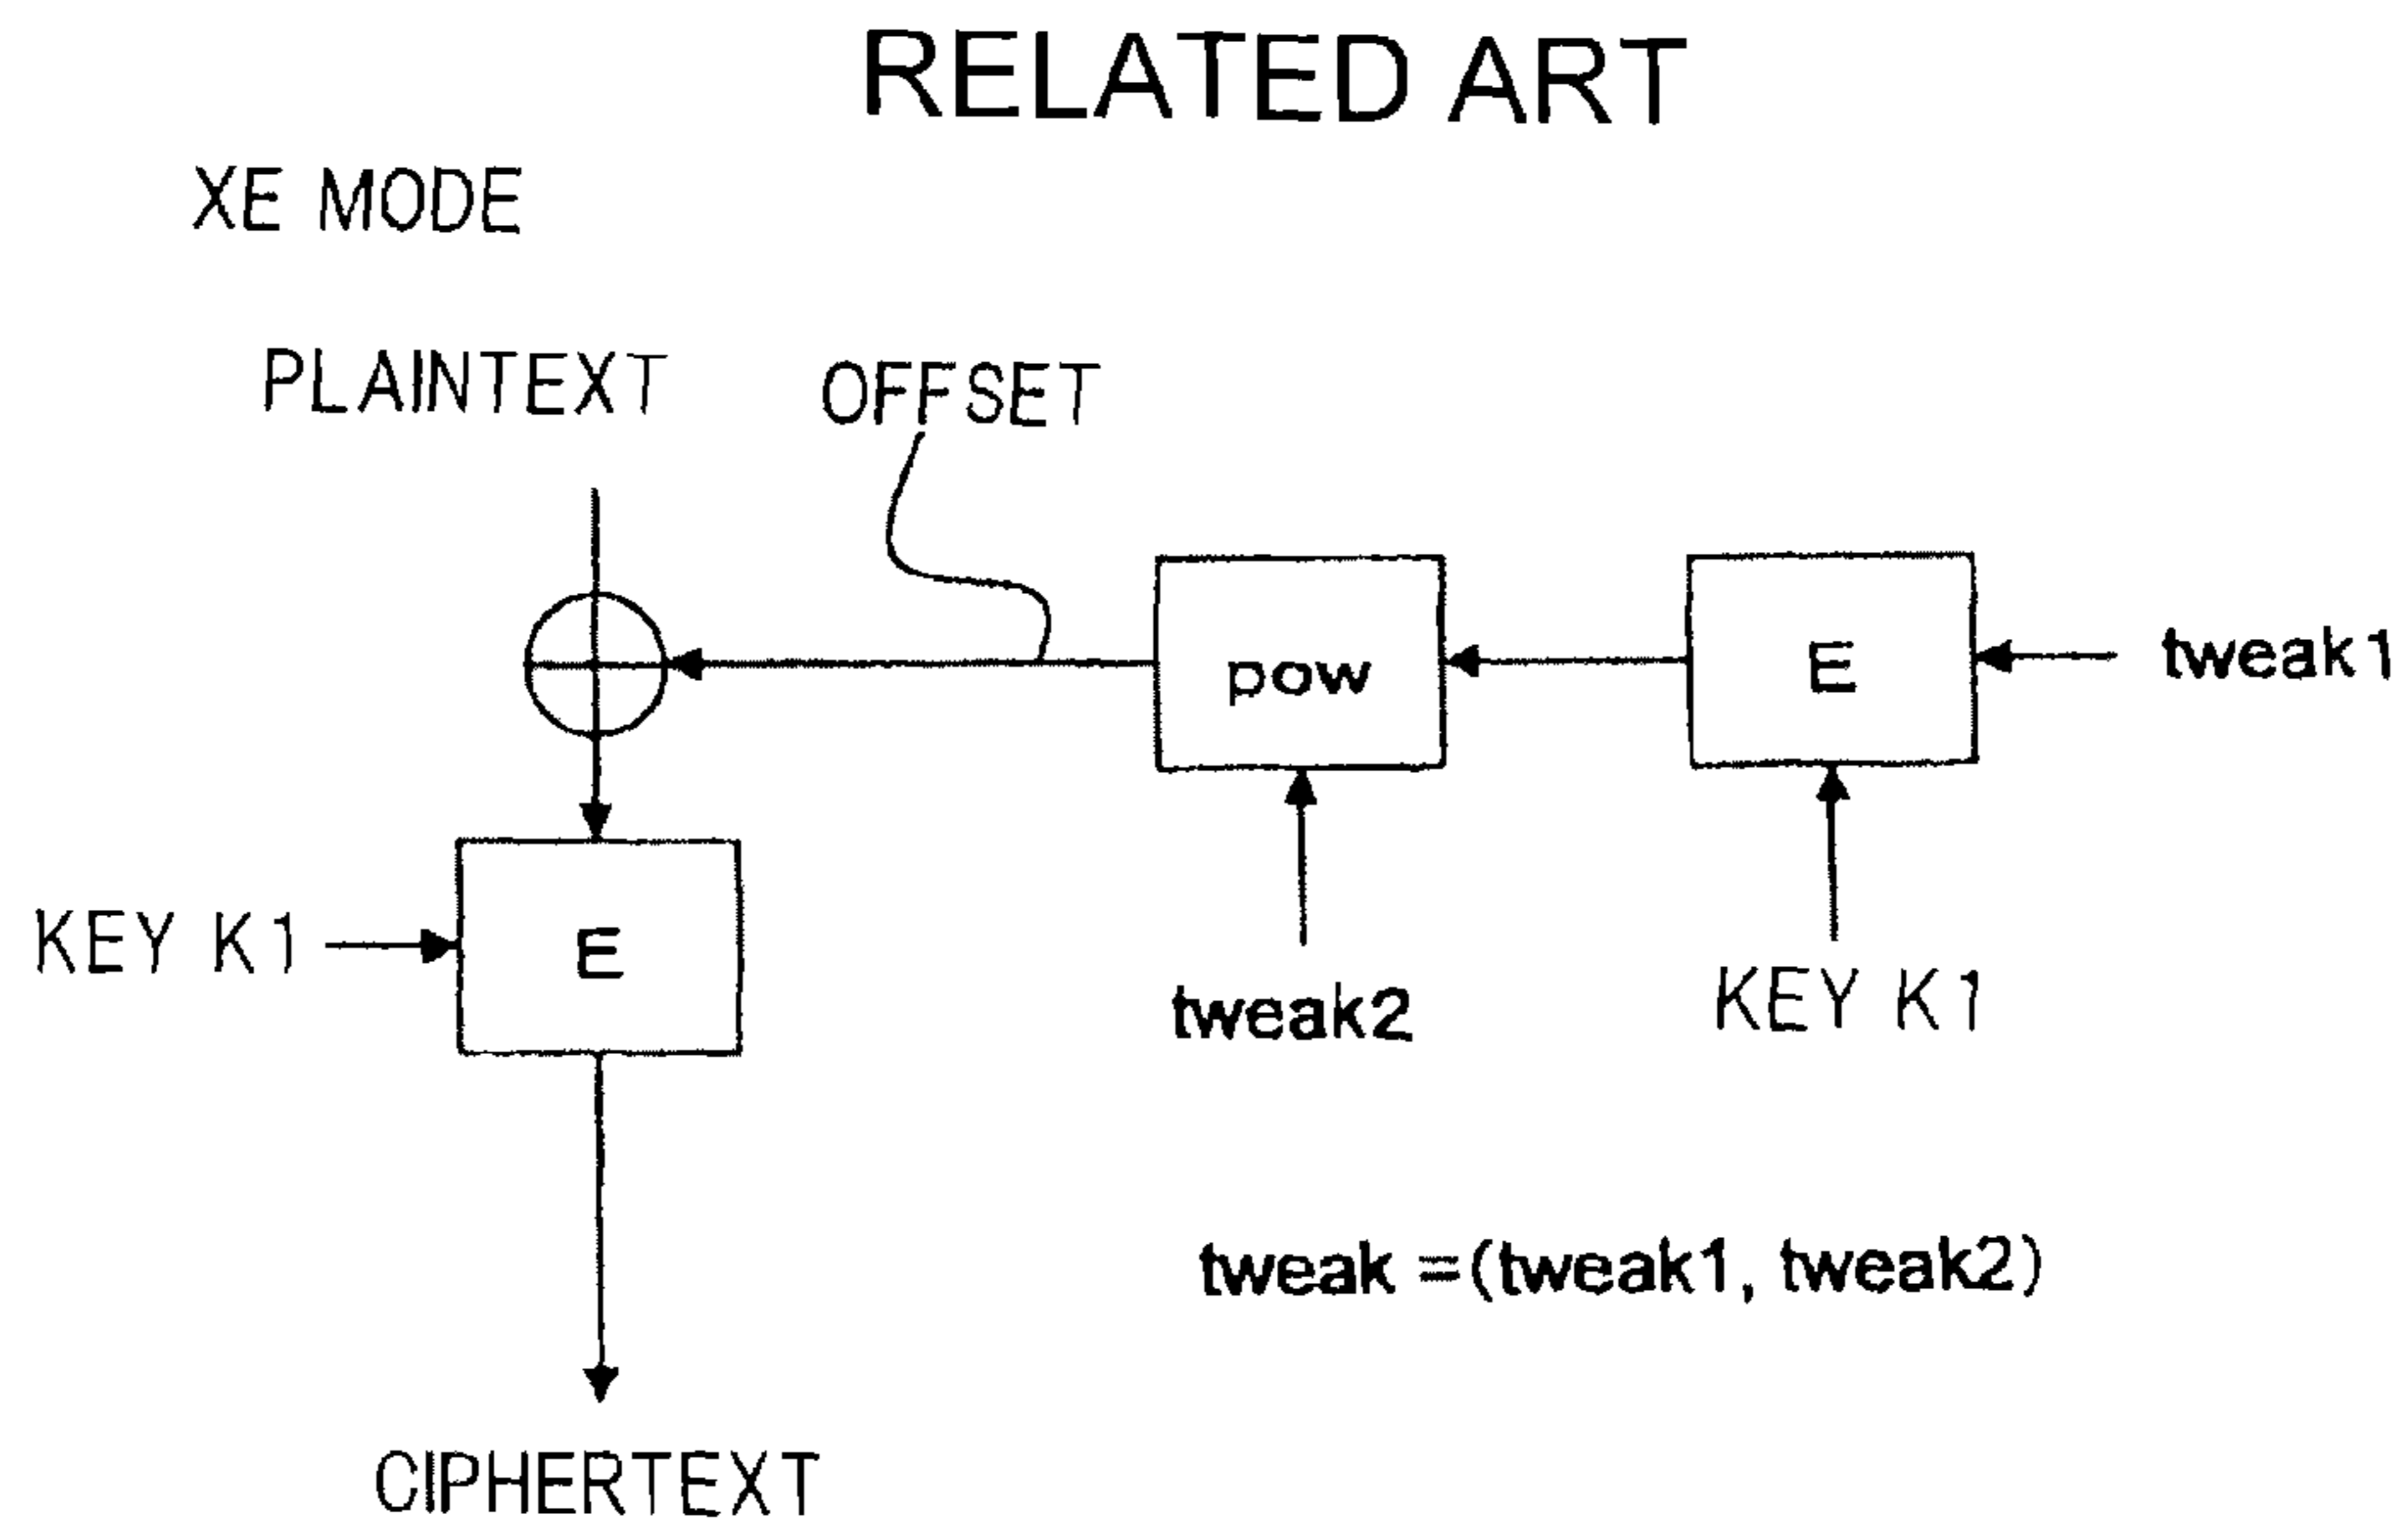 RELATED ART
XE MODE
PLAINTEXT
OFFSET
pow
E
tweak1
KEY K1
E
tweak2
KEY K1
tweak =(tweak1, tweak2)
CIPHERTEXT